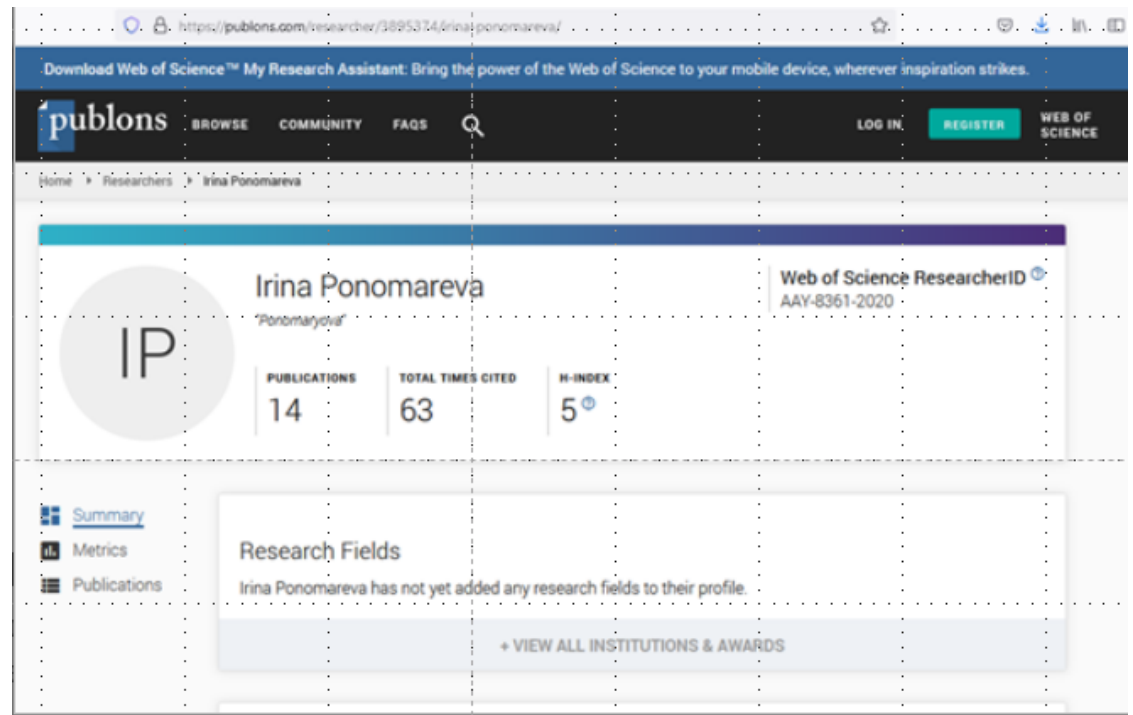 https://publons.com/researcher/3895374/irina-ponomareva/
Download Web of Science™ My Research Assistant: Bring the power of the Web of Science to your mobile device, wherever inspiration strikes.
publons BROWSE COMMUNITY FAQS LOG IN REGISTER WEB OF SCIENCE
Home Researchers Irina Ponomareva
IP
Irina Ponomareva
"Ponomaryova"
Web of Science ResearcherID
AAY-8361-2020
PUBLICATIONS TOTAL TIMES CITED H-INDEX
14 63 5
Summary
Metrics
Publications
Research Fields
Irina Ponomareva has not yet added any research fields to their profile.
+ VIEW ALL INSTITUTIONS & AWARDS